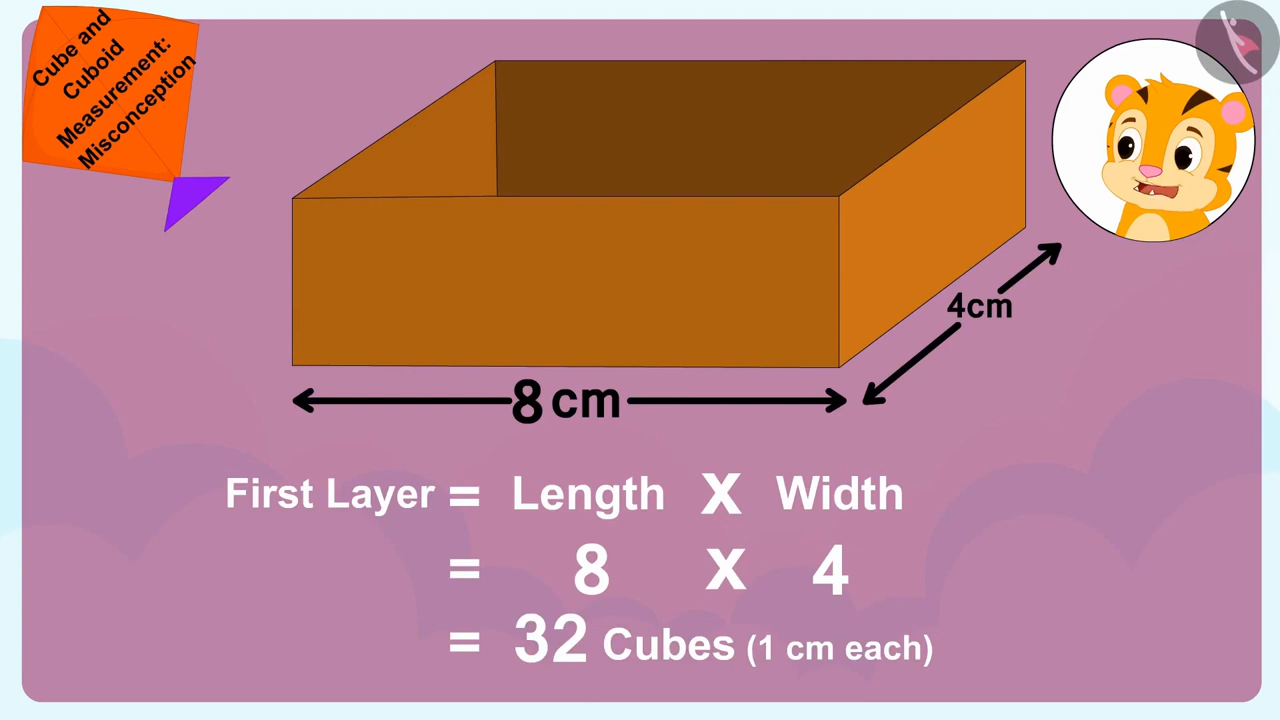 Cube and
Cuboid
Measurement:
Misconception
4cm
8 cm
First Layer = Length X Width
= 8 X 4
= 32 Cubes (1 cm each)